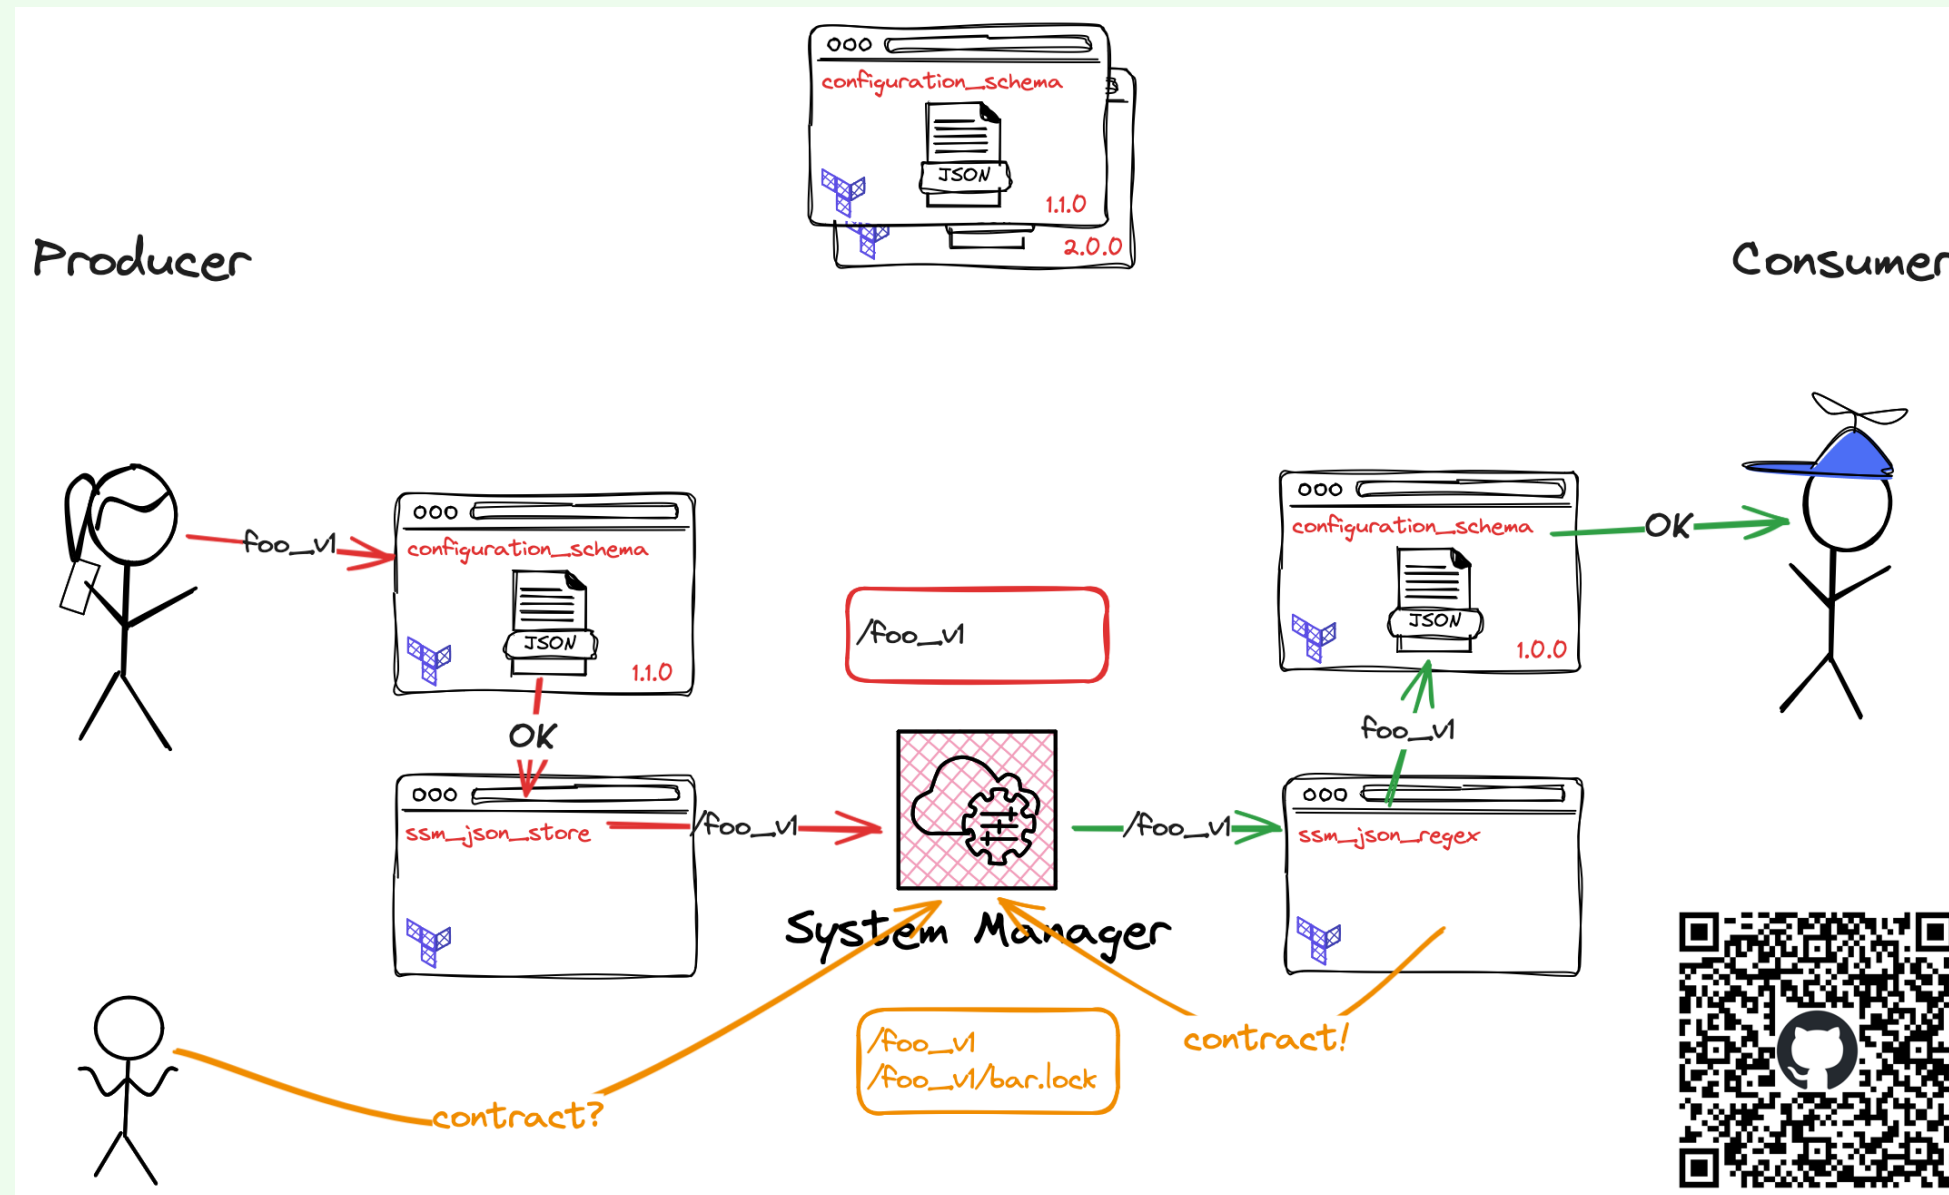 configuration_schema
JSON
1.1.0
2.0.0
Producer
Consumer
foo_v1
configuration_schema
JSON
1.1.0
OK
ssm_json_store
/foo_v1
/foo_v1
System Manager
/foo_v1
configuration_schema
JSON
1.0.0
OK
foo_v1
ssm_json_regex
contract?
/foo_v1
/foo_v1/bar.lock
contract!